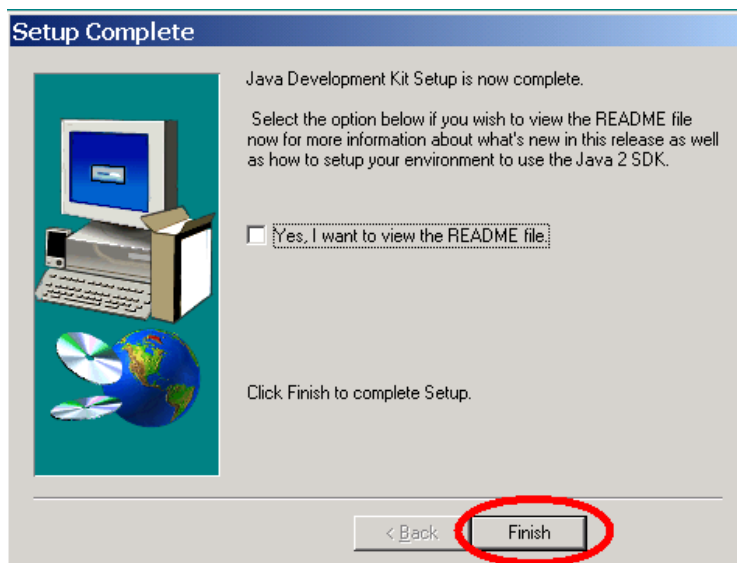 Setup Complete
Java Development Kit Setup is now complete.
Select the option below if you wish to view the README file
now for more information about what's new in this release as well
as how to setup your environment to use the Java 2 SDK.
Yes, I want to view the README file.
Click Finish to complete Setup.
< Back
Finish